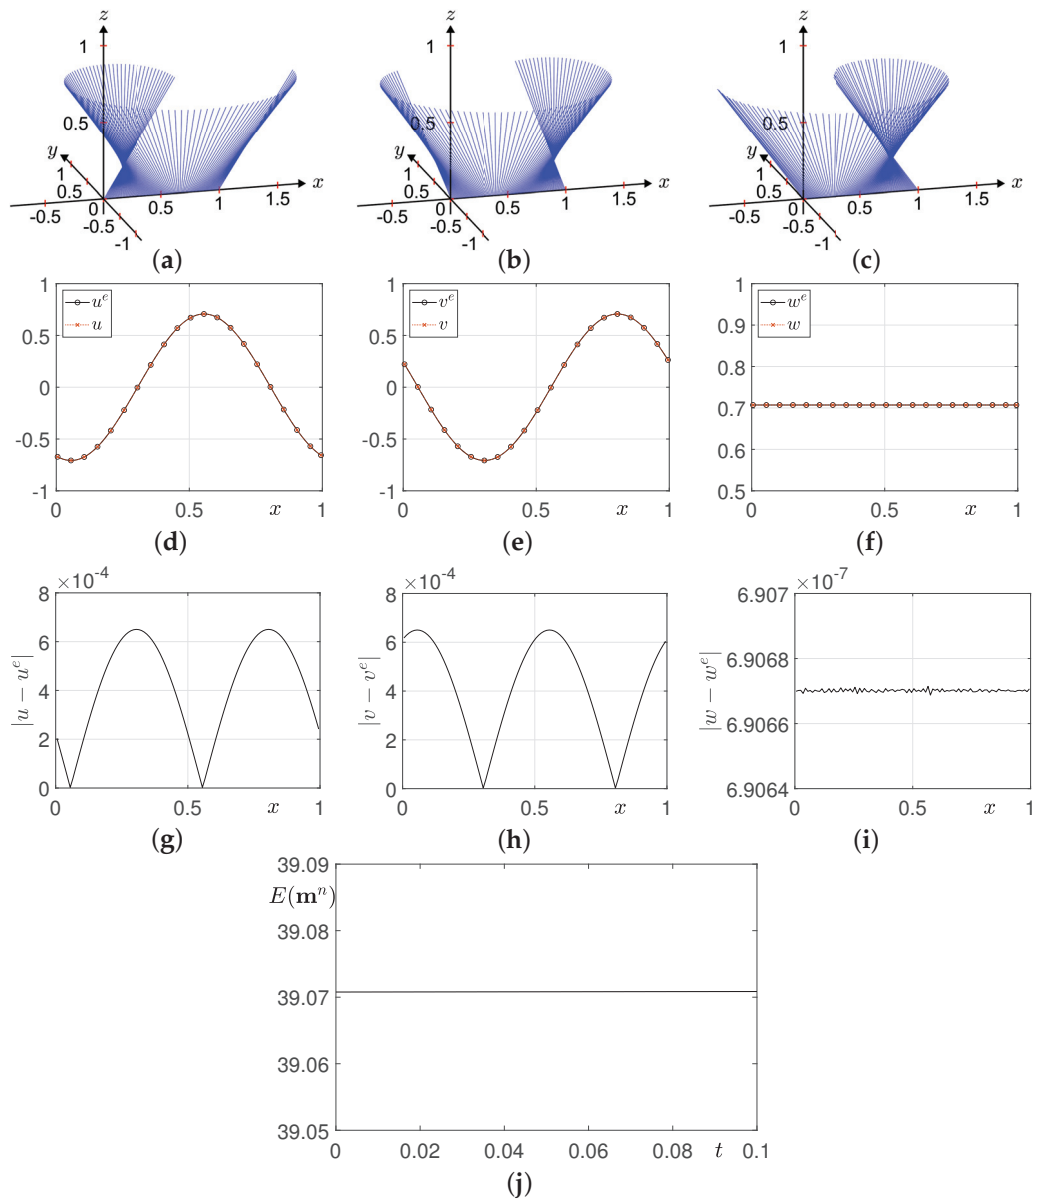 z z z
1 1 1
0.5 0.5 0.5
y y y
1 1 1
0.5 0.5 0.5
x x x
-0.5 0 0.5 1 1.5 -0.5 0 0.5 1 1.5 -0.5 0 0.5 1 1.5
-0.5 -0.5 -0.5
-1 -1 -1
(a) (b) (c)
1 0.5 0 -0.5 -1
u^e
u
0 0.5 x 1
(d)
1 0.5 0 -0.5 -1
v^e
v
0 0.5 x 1
(e)
1 0.9 0.8 0.7 0.6 0.5
w^e
w
0 0.5 x 1
(f)
×10^-4
8 6 4 2 0
|u − u^e|
0 0.5 x 1
(g)
×10^-4
8 6 4 2 0
|v − v^e|
0 0.5 x 1
(h)
×10^-7
6.907 6.9068 6.9066 6.9064
|w − w^e|
0 0.5 x 1
(i)
39.09
E(m^n)
39.08
39.07
39.06
39.05
0 0.02 0.04 0.06 0.08 t 0.1
(j)